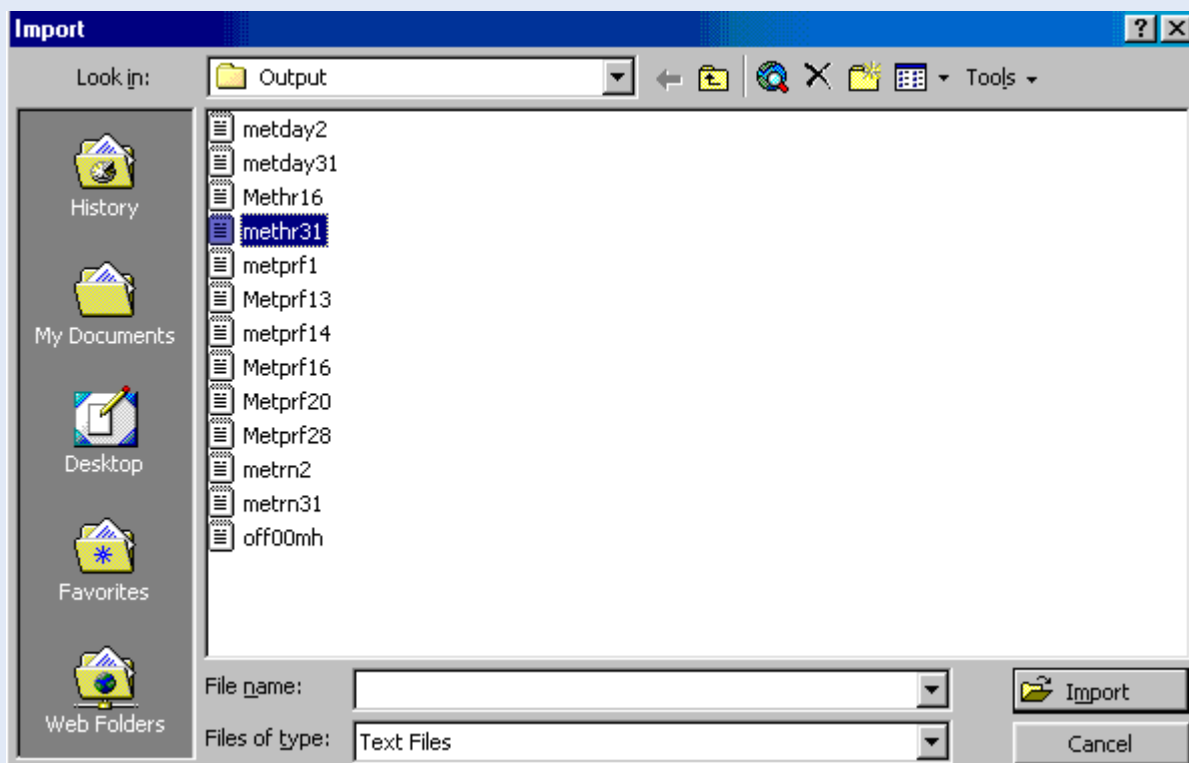 Import
Look in:
Output
Tools
History
My Documents
Desktop
Favorites
Web Folders
metday2
metday31
Methr16
methr31
metprf1
Metprf13
metprf14
Metprf16
Metprf20
Metprf28
metrn2
metrn31
off00mh
File name:
Import
Files of type:
Text Files
Cancel